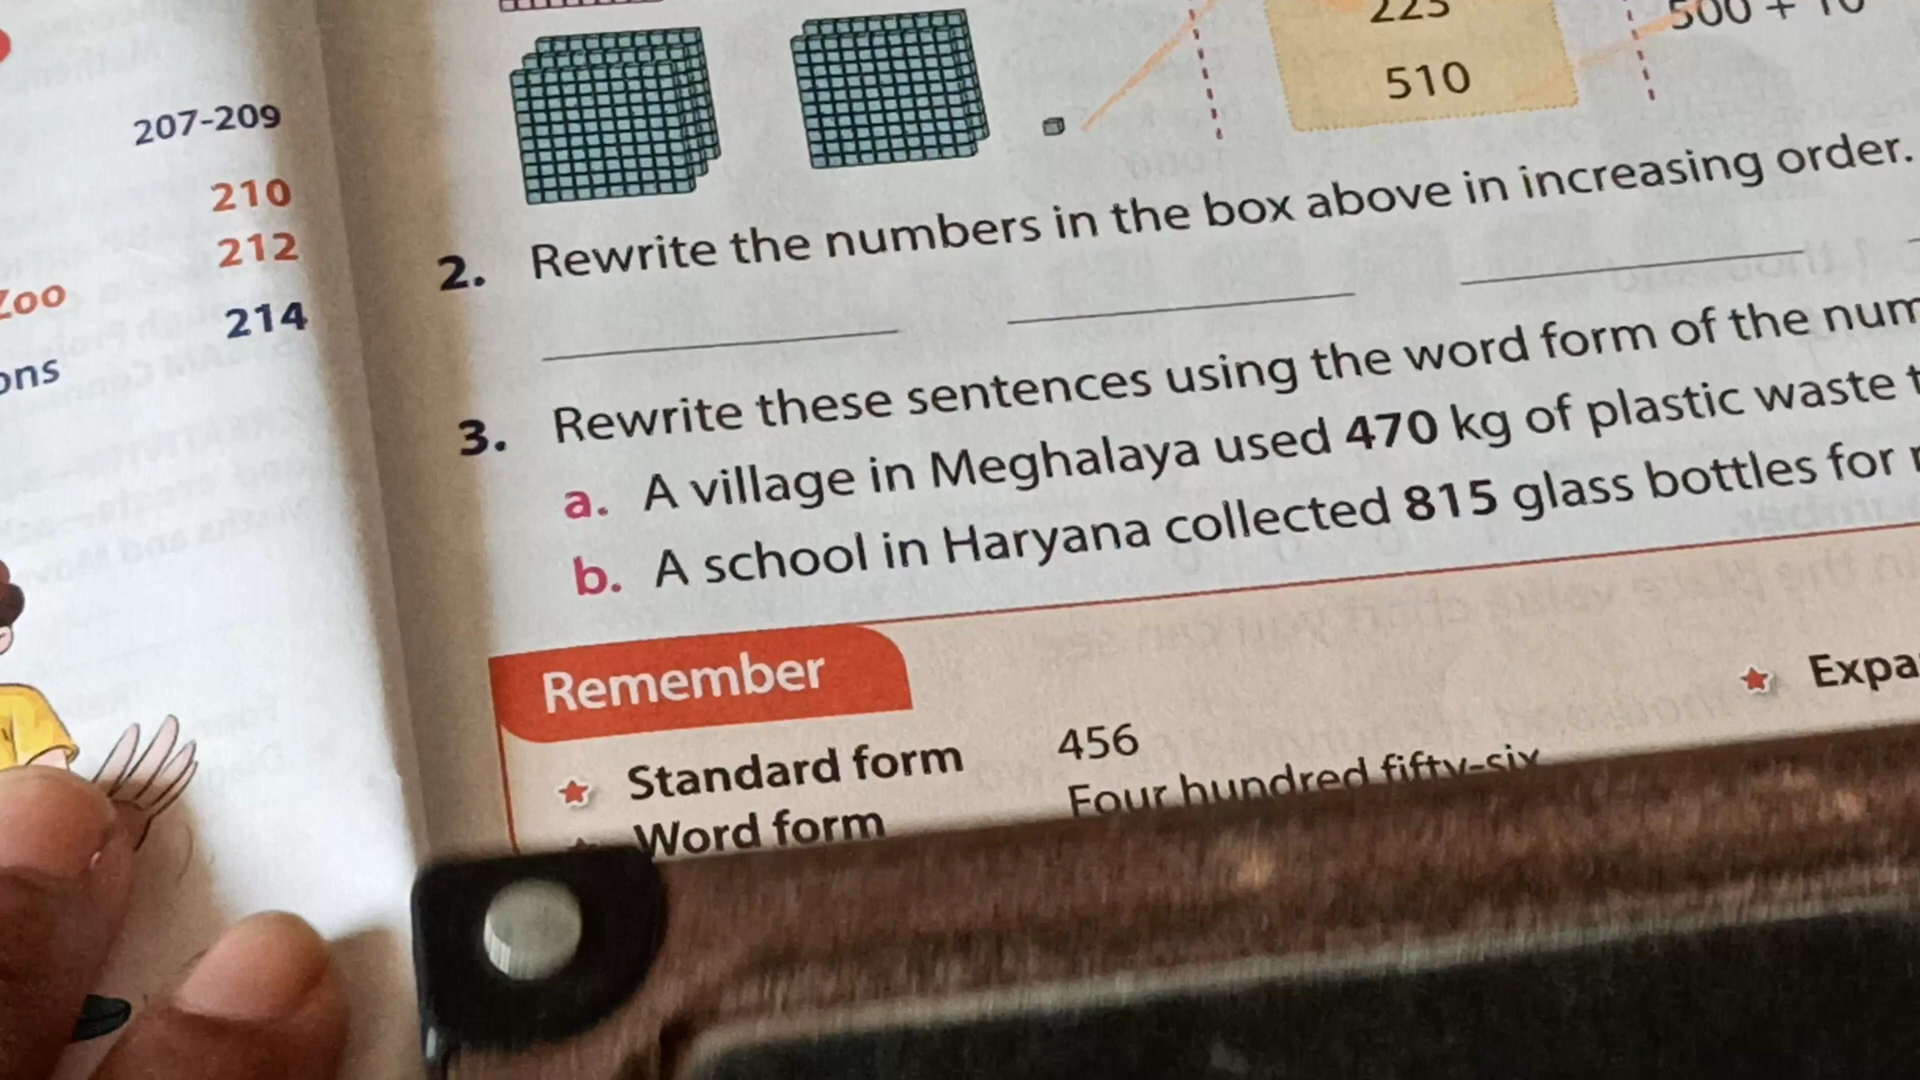 207-209
210
212
Zoo
214
ons
225
510
500 + 10
2. Rewrite the numbers in the box above in increasing order.
3. Rewrite these sentences using the word form of the num
a. A village in Meghalaya used 470 kg of plastic waste t
b. A school in Haryana collected 815 glass bottles for r
Remember
Standard form 456
Expa
Word form Four hundred fifty-six